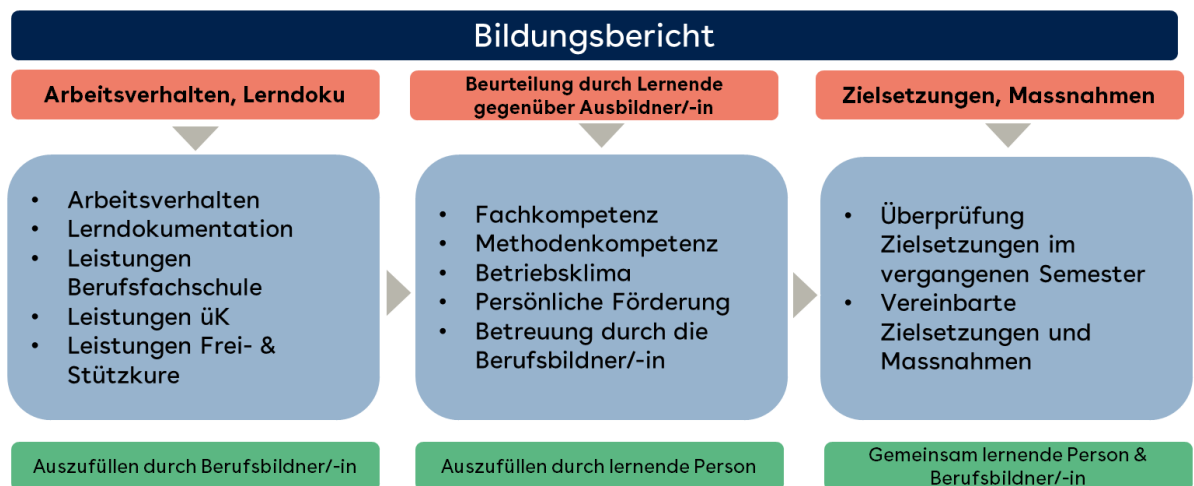 Bildungsbericht
Arbeitsverhalten, Lerndoku
• Arbeitsverhalten
• Lerndokumentation
• Leistungen
Berufsfachschule
• Leistungen üK
• Leistungen Frei- &
Stützkure
Auszufüllen durch Berufsbildner/-in
Beurteilung durch Lernende
gegenüber Ausbildner/-in
• Fachkompetenz
• Methodenkompetenz
• Betriebsklima
• Persönliche Förderung
• Betreuung durch die
Berufsbildner/-in
Auszufüllen durch lernende Person
Zielsetzungen, Massnahmen
• Überprüfung
Zielsetzungen im
vergangenen Semester
• Vereinbarte
Zielsetzungen und
Massnahmen
Gemeinsam lernende Person &
Berufsbildner/-in